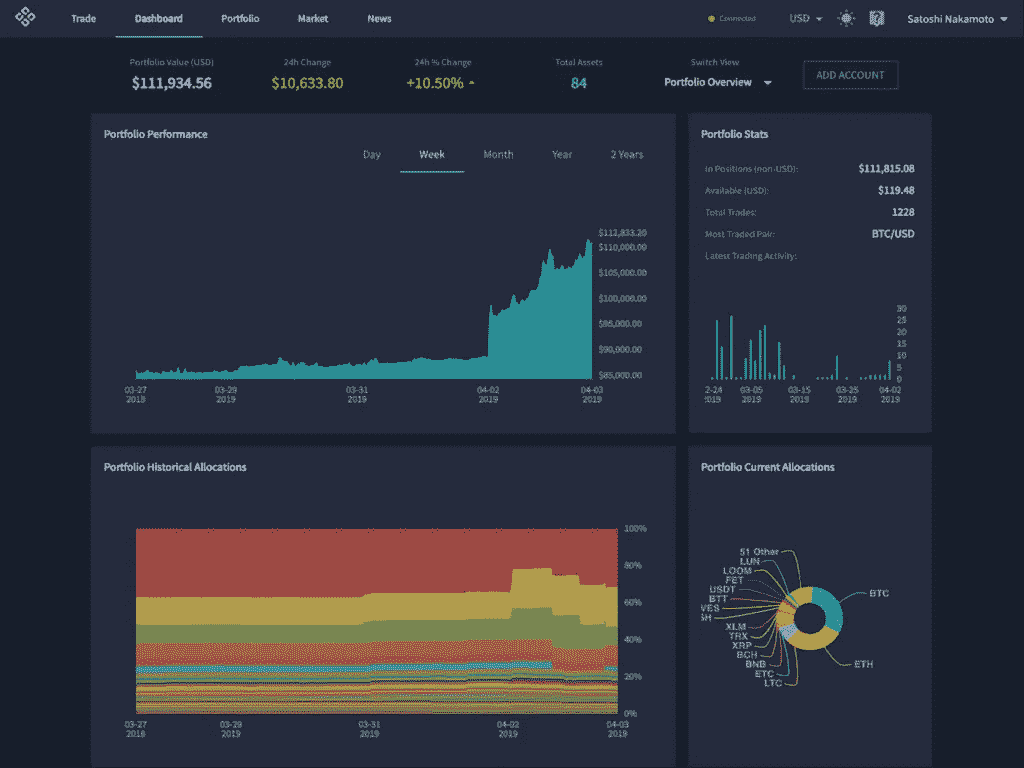 Trade Dashboard Portfolio Market News Connected USD Satoshi Nakamoto
Portfolio Value (USD) 24h Change 24h % Change Total Assets Switch View
$111,934.56 $10,633.80 +10.50% 84 Portfolio Overview ADD ACCOUNT
Portfolio Performance
Day Week Month Year 2 Years
$110,000.00
$105,000.00
$100,000.00
$95,000.00
$90,000.00
$85,000.00
03-27 03-29 03-31 04-02 04-03
2019 2019 2019 2019
Portfolio Stats
In Positions (non-USD): $111,815.08
Available (USD): $119.48
Total Trades: 1228
Most Traded Pair: BTC/USD
Latest Trading Activity:
30
25
20
15
10
5
0
2-24 03-05 03-15 03-25 04-02
2019 2019 2019 2019
Portfolio Historical Allocations
100%
80%
60%
40%
20%
0%
03-27 03-29 03-31 04-02 04-03
2019 2019 2019 2019
Portfolio Current Allocations
51 Other
LUN
LOOM
FET
USDT
BTT
VES
XLM
TRX
XRP
BCH
BNB
ETC
LTC
BTC
ETH